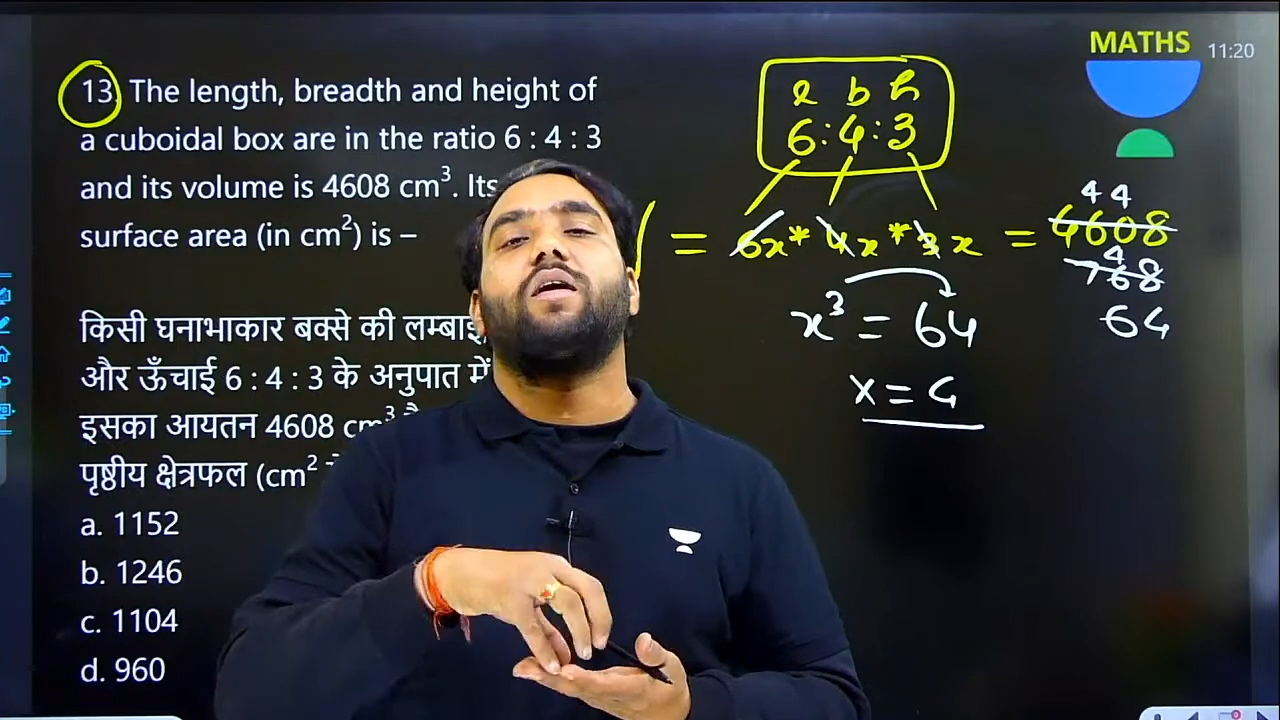 MATHS
11:20
13. The length, breadth and height of
a cuboidal box are in the ratio 6 : 4 : 3
and its volume is 4608 cm³. Its
surface area (in cm²) is –
किसी घनाभाकार बक्से की लम्बाई,
और ऊँचाई 6 : 4 : 3 के अनुपात में
इसका आयतन 4608 cm³
पृष्ठीय क्षेत्रफल (cm²
a. 1152
b. 1246
c. 1104
d. 960
l b h
6:4:3
= 6x* 4x* 3x = 4608
4 4
4
768
64
x³ = 64
x = 4